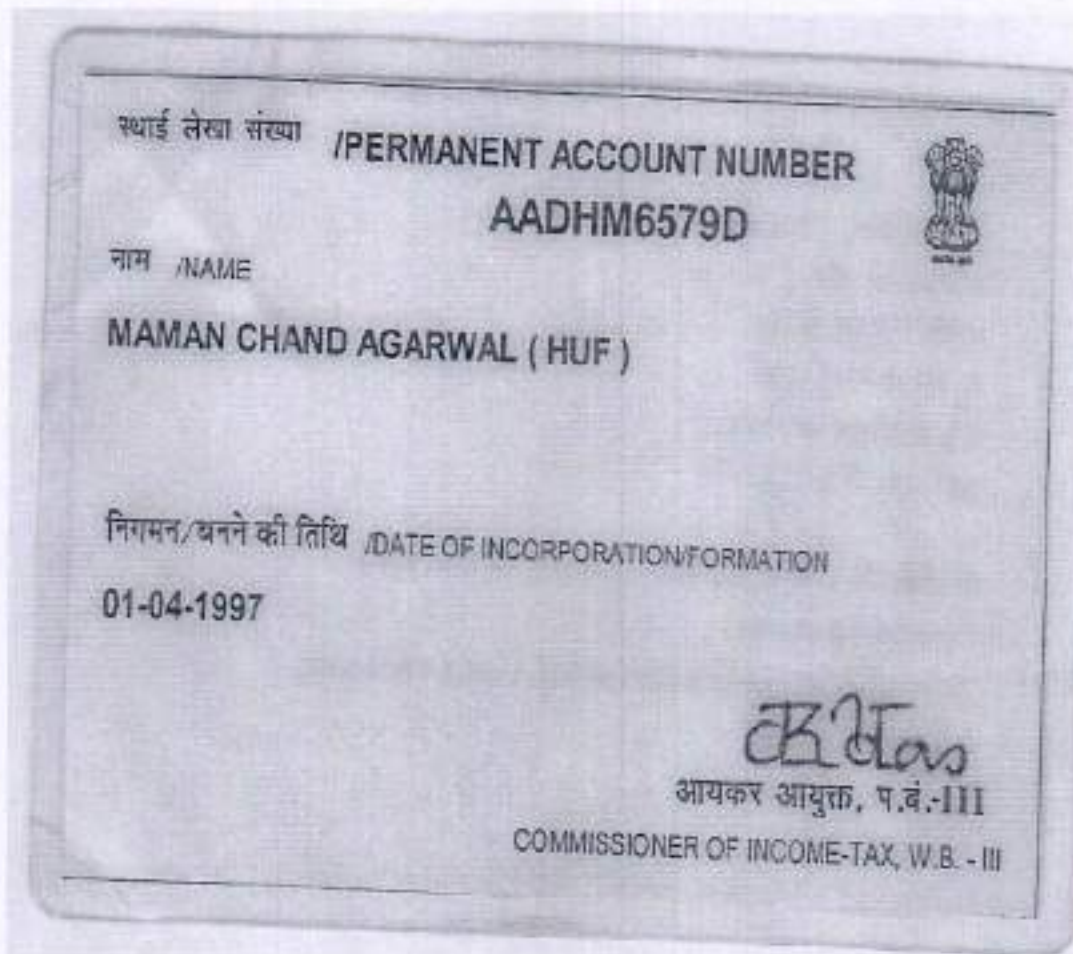 स्थाई लेखा संख्या /PERMANENT ACCOUNT NUMBER
AADHM6579D
नाम /NAME
MAMAN CHAND AGARWAL ( HUF )
निगमन/बनने की तिथि /DATE OF INCORPORATION/FORMATION
01-04-1997
आयकर आयुक्त, प.बं.-III
COMMISSIONER OF INCOME-TAX, W.B. - III